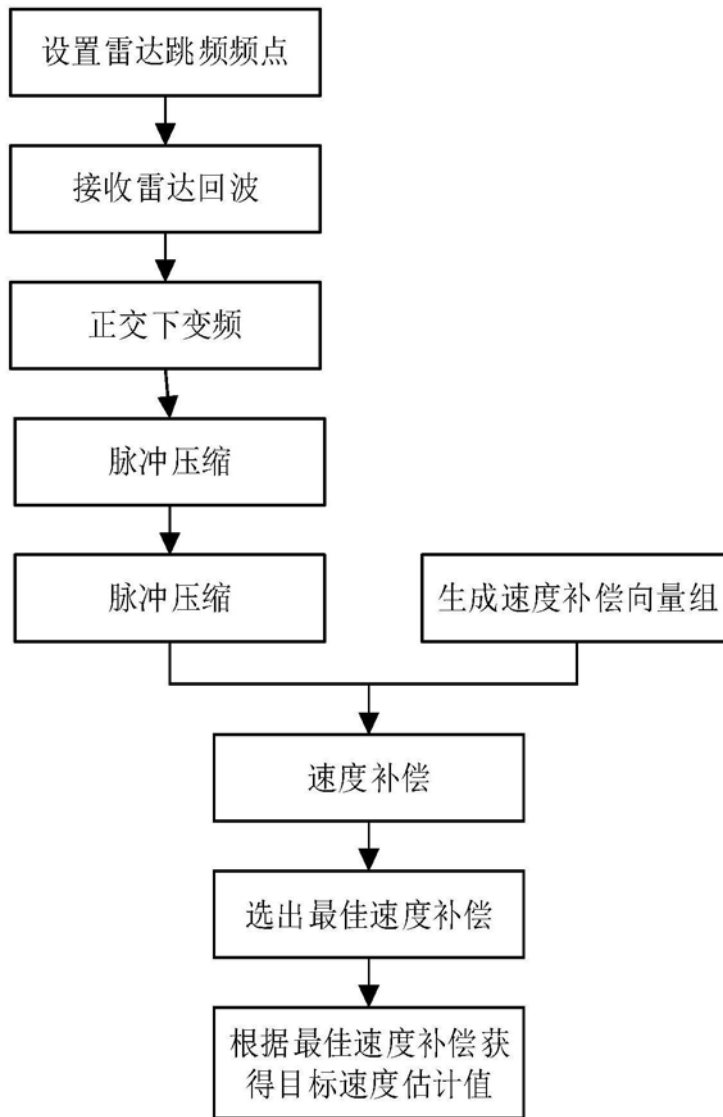 设置雷达跳频频点
接收雷达回波
正交下变频
脉冲压缩
脉冲压缩
生成速度补偿向量组
速度补偿
选出最佳速度补偿
根据最佳速度补偿获
得目标速度估计值